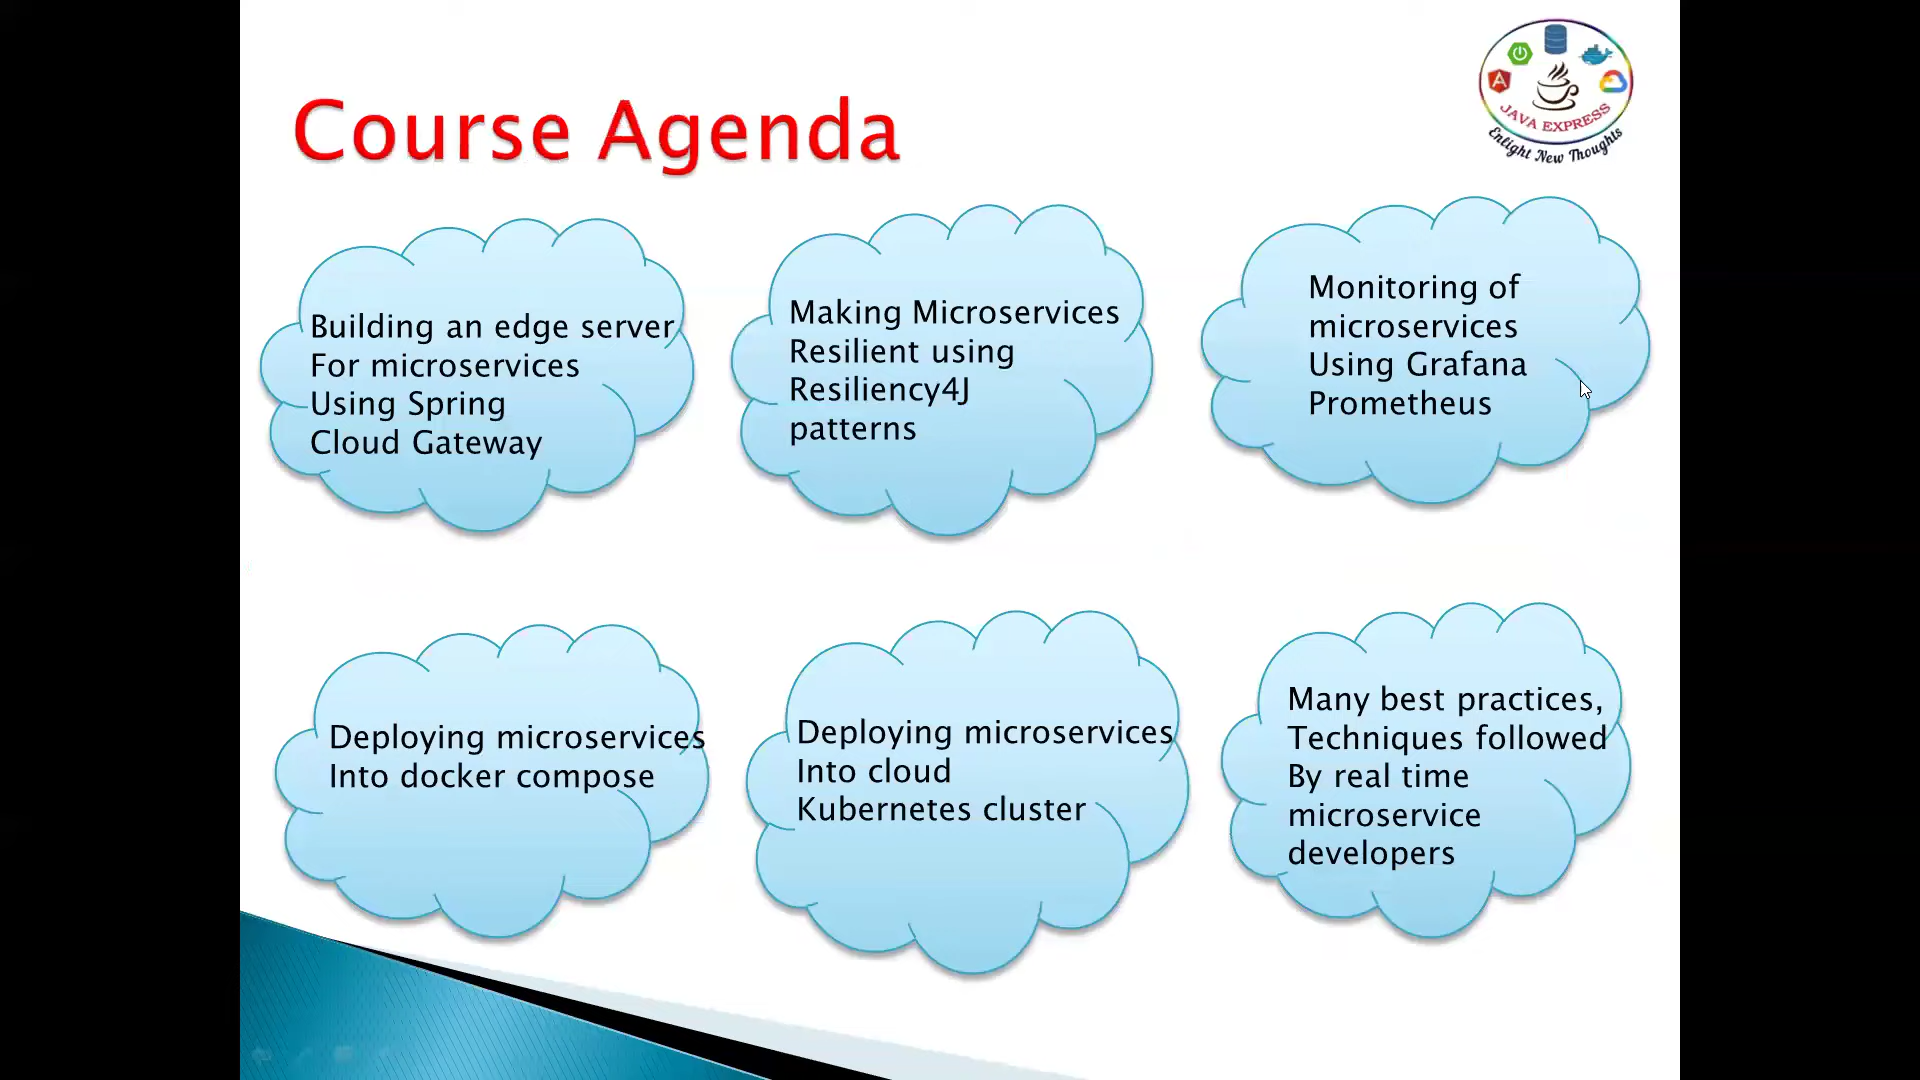 Course Agenda
JAVA EXPRESS
Enlight New Thoughts
Building an edge server
For microservices
Using Spring
Cloud Gateway
Making Microservices
Resilient using
Resiliency4J
patterns
Monitoring of
microservices
Using Grafana
Prometheus
Deploying microservices
Into docker compose
Deploying microservices
Into cloud
Kubernetes cluster
Many best practices,
Techniques followed
By real time
microservice
developers